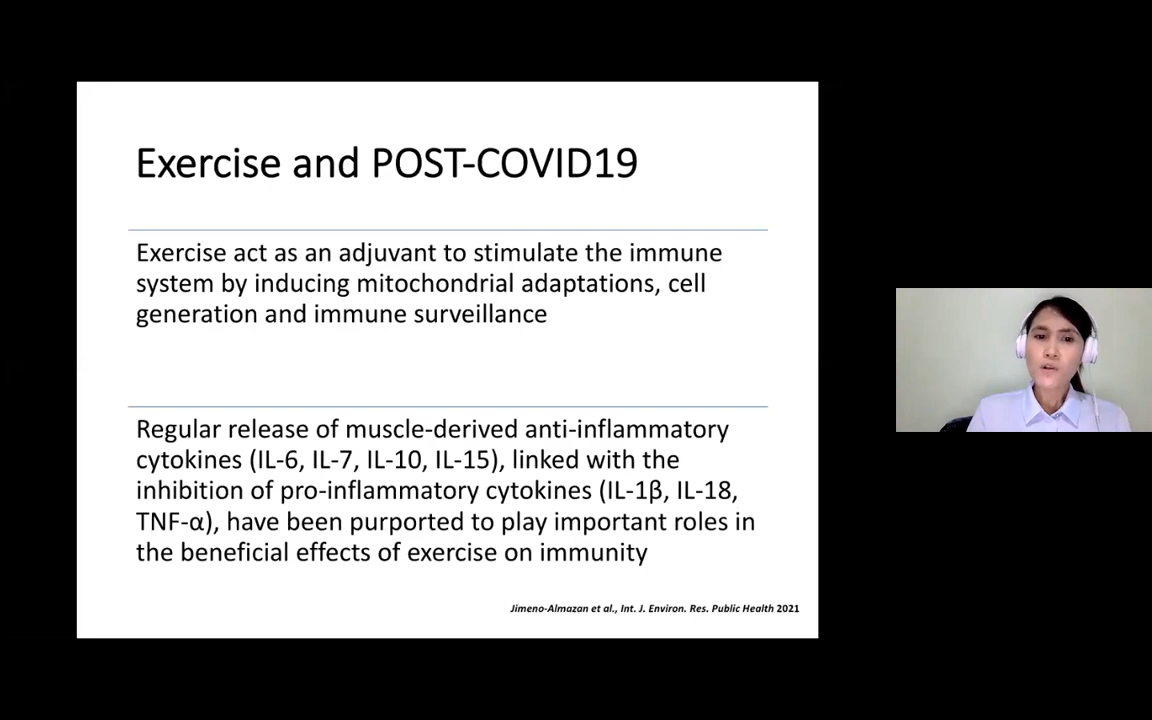 Exercise and POST-COVID19
Exercise act as an adjuvant to stimulate the immune
system by inducing mitochondrial adaptations, cell
generation and immune surveillance
Regular release of muscle-derived anti-inflammatory
cytokines (IL-6, IL-7, IL-10, IL-15), linked with the
inhibition of pro-inflammatory cytokines (IL-1β, IL-18,
TNF-α), have been purported to play important roles in
the beneficial effects of exercise on immunity
Jimeno-Almazan et al., Int. J. Environ. Res. Public Health 2021